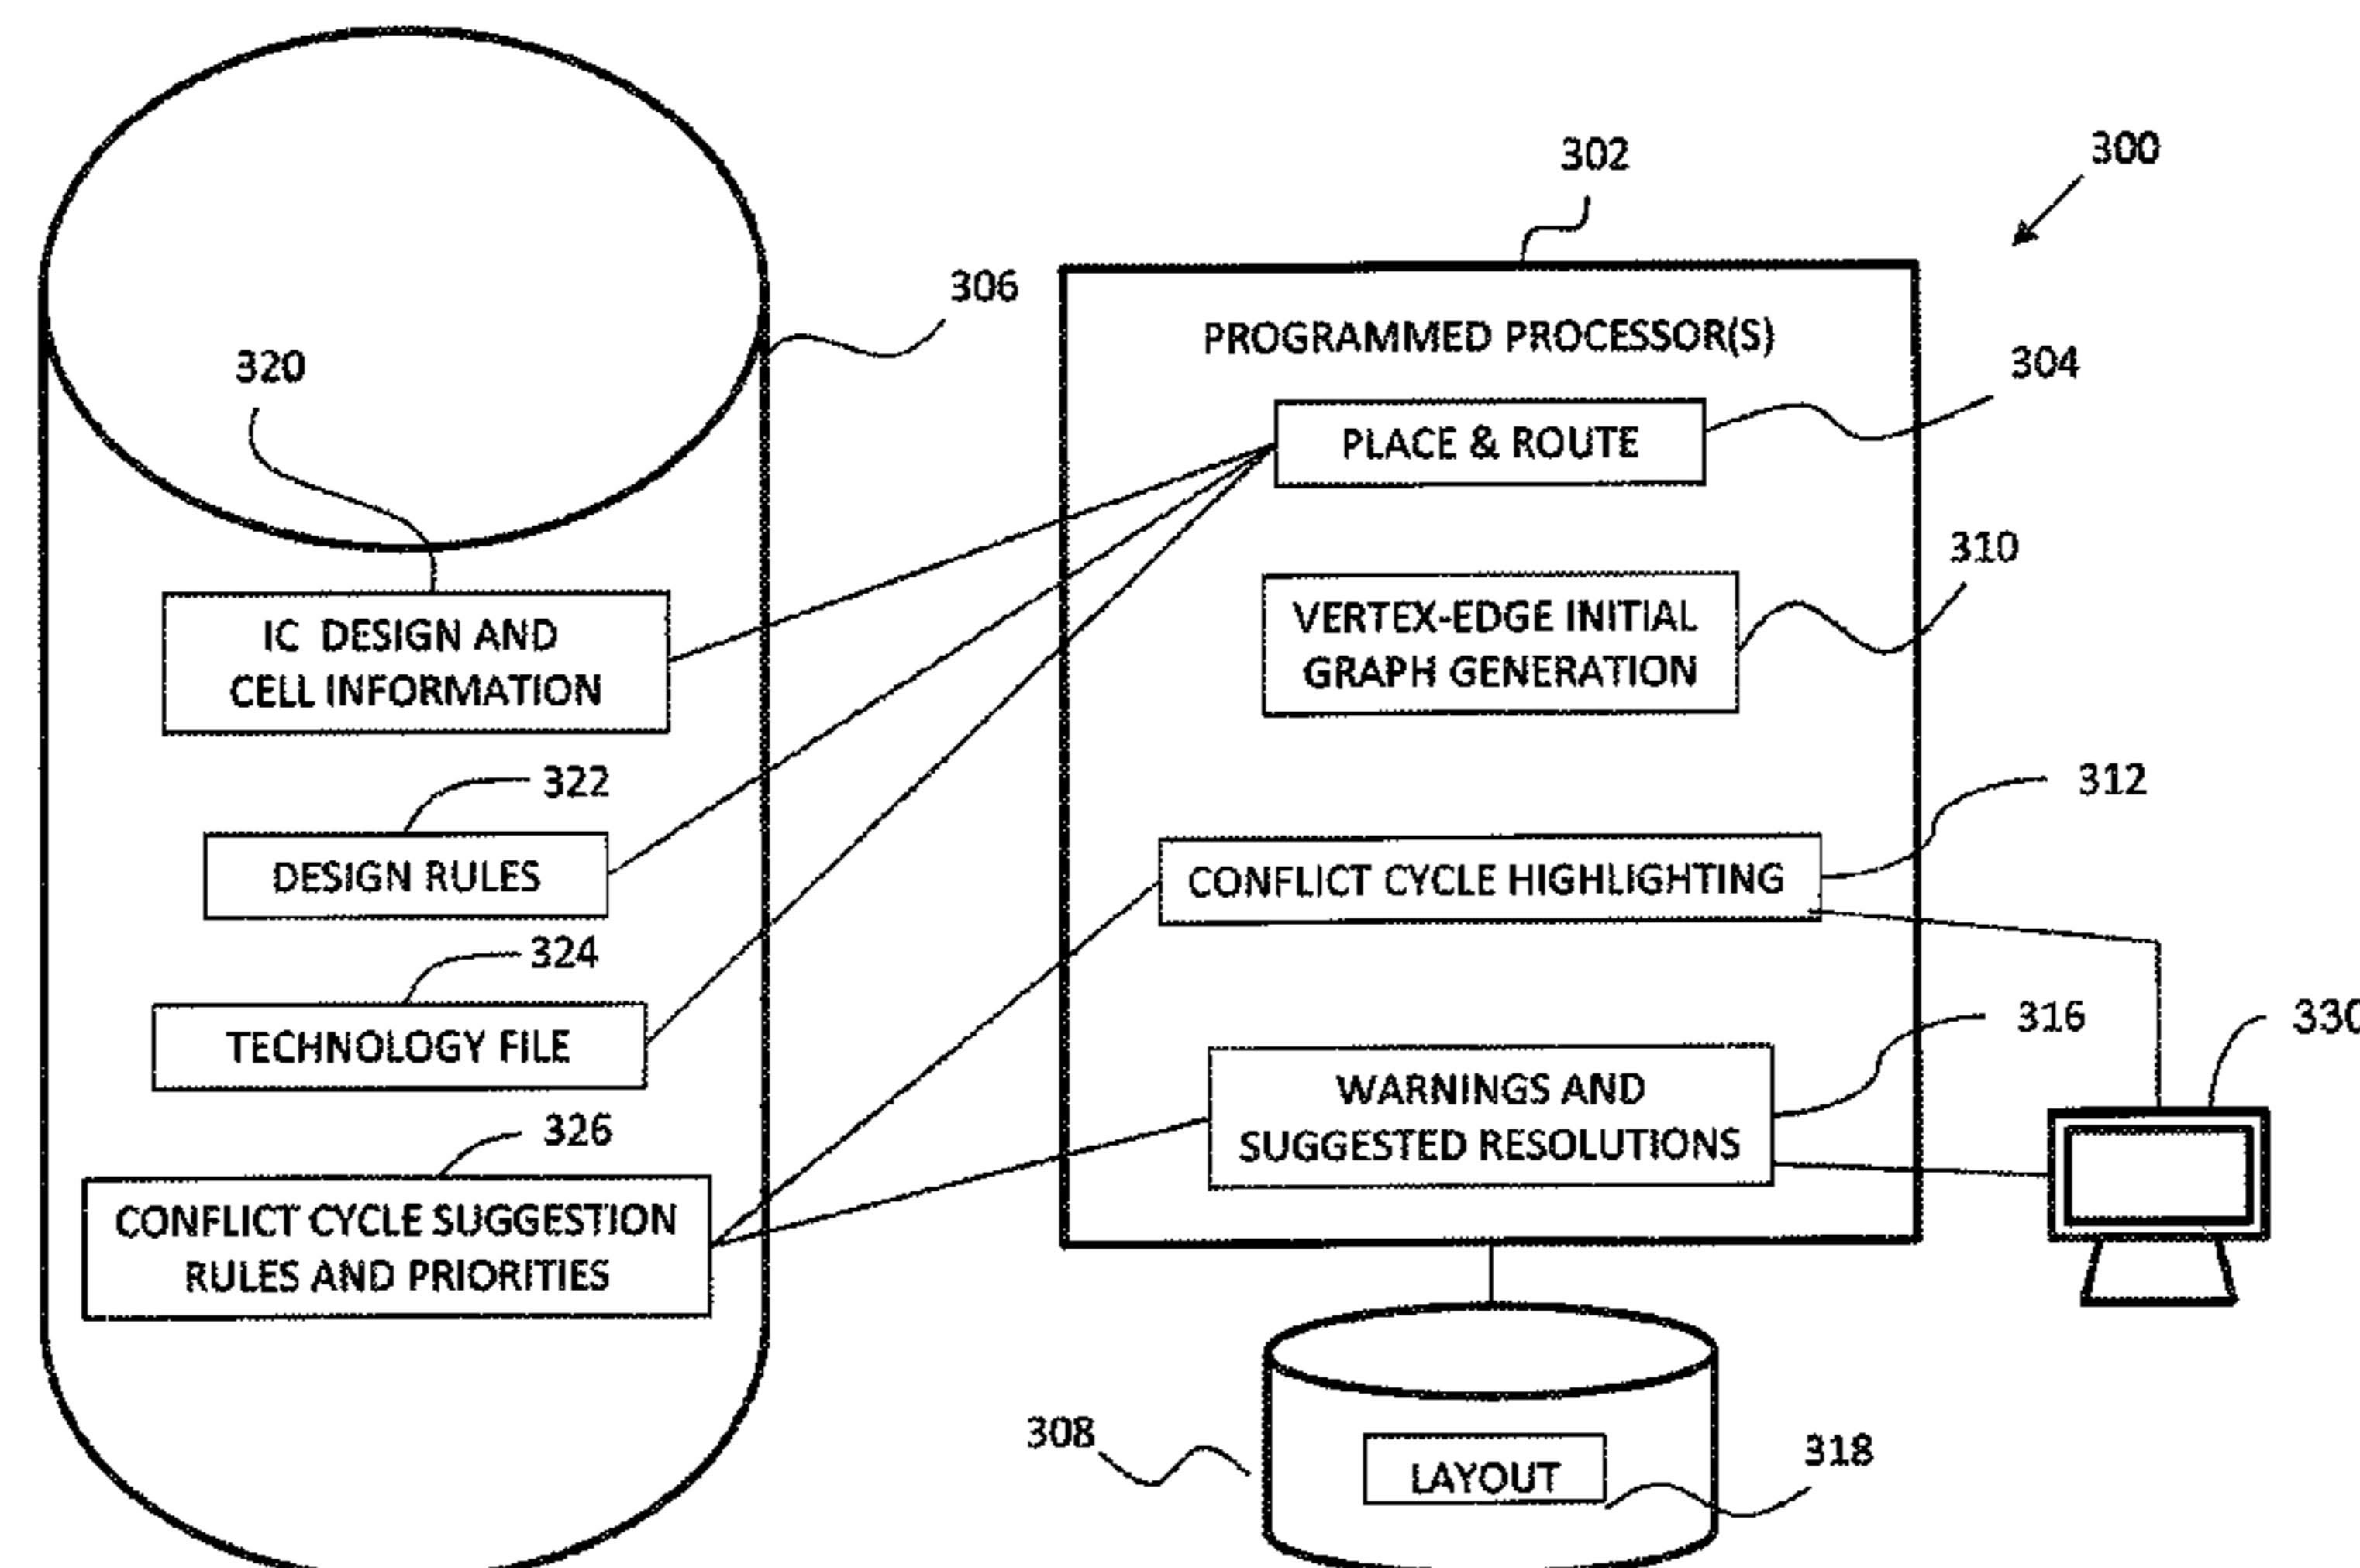 302
300
306
PROGRAMMED PROCESSOR(S)
304
320
PLACE & ROUTE
310
IC DESIGN AND
CELL INFORMATION
VERTEX-EDGE INITIAL
GRAPH GENERATION
322
312
DESIGN RULES
CONFLICT CYCLE HIGHLIGHTING
324
TECHNOLOGY FILE
316
330
WARNINGS AND
SUGGESTED RESOLUTIONS
326
CONFLICT CYCLE SUGGESTION
RULES AND PRIORITIES
308
318
LAYOUT